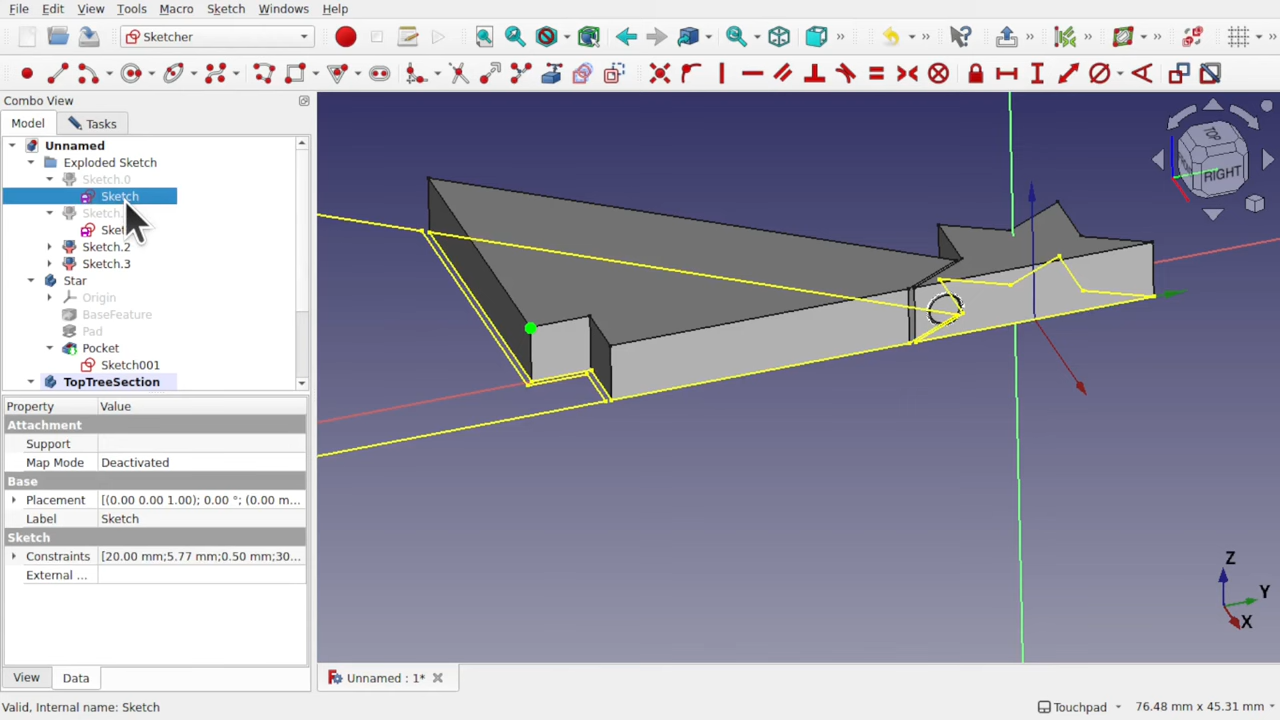 File Edit View Tools Macro Sketch Windows Help
Sketcher
Combo View
Model Tasks
Unnamed
Exploded Sketch
Sketch.0
Sketch
Sketch.
Sket
Sketch.2
Sketch.3
Star
Origin
BaseFeature
Pad
Pocket
Sketch001
TopTreeSection
Property Value
Attachment
Support
Map Mode Deactivated
Base
Placement [(0.00 0.00 1.00); 0.00 °; (0.00 m...
Label Sketch
Sketch
Constraints [20.00 mm;5.77 mm;0.50 mm;30...
External ...
View Data
TOP
RIGHT
Z
Y
X
Unnamed : 1*
Valid, Internal name: Sketch
Touchpad 76.48 mm x 45.31 mm